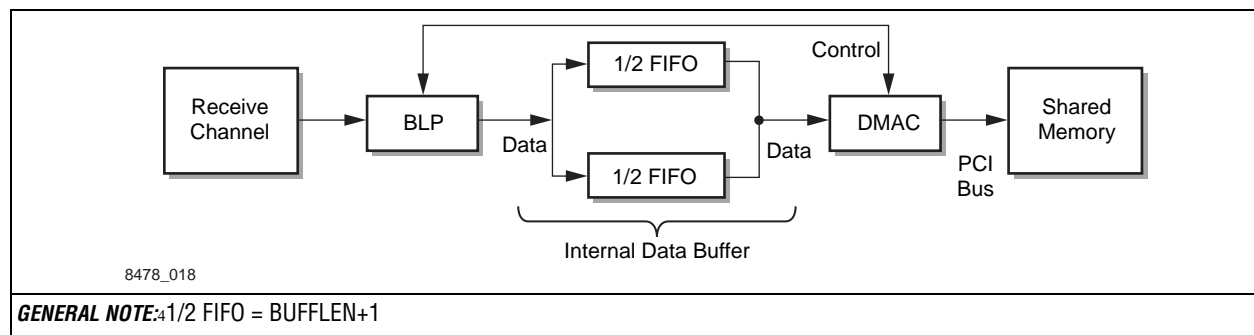 Control
1/2 FIFO
Receive
Channel
BLP
Data
Data
DMAC
Shared
Memory
1/2 FIFO
PCI
Bus
Internal Data Buffer
8478_018
GENERAL NOTE:41/2 FIFO = BUFFLEN+1